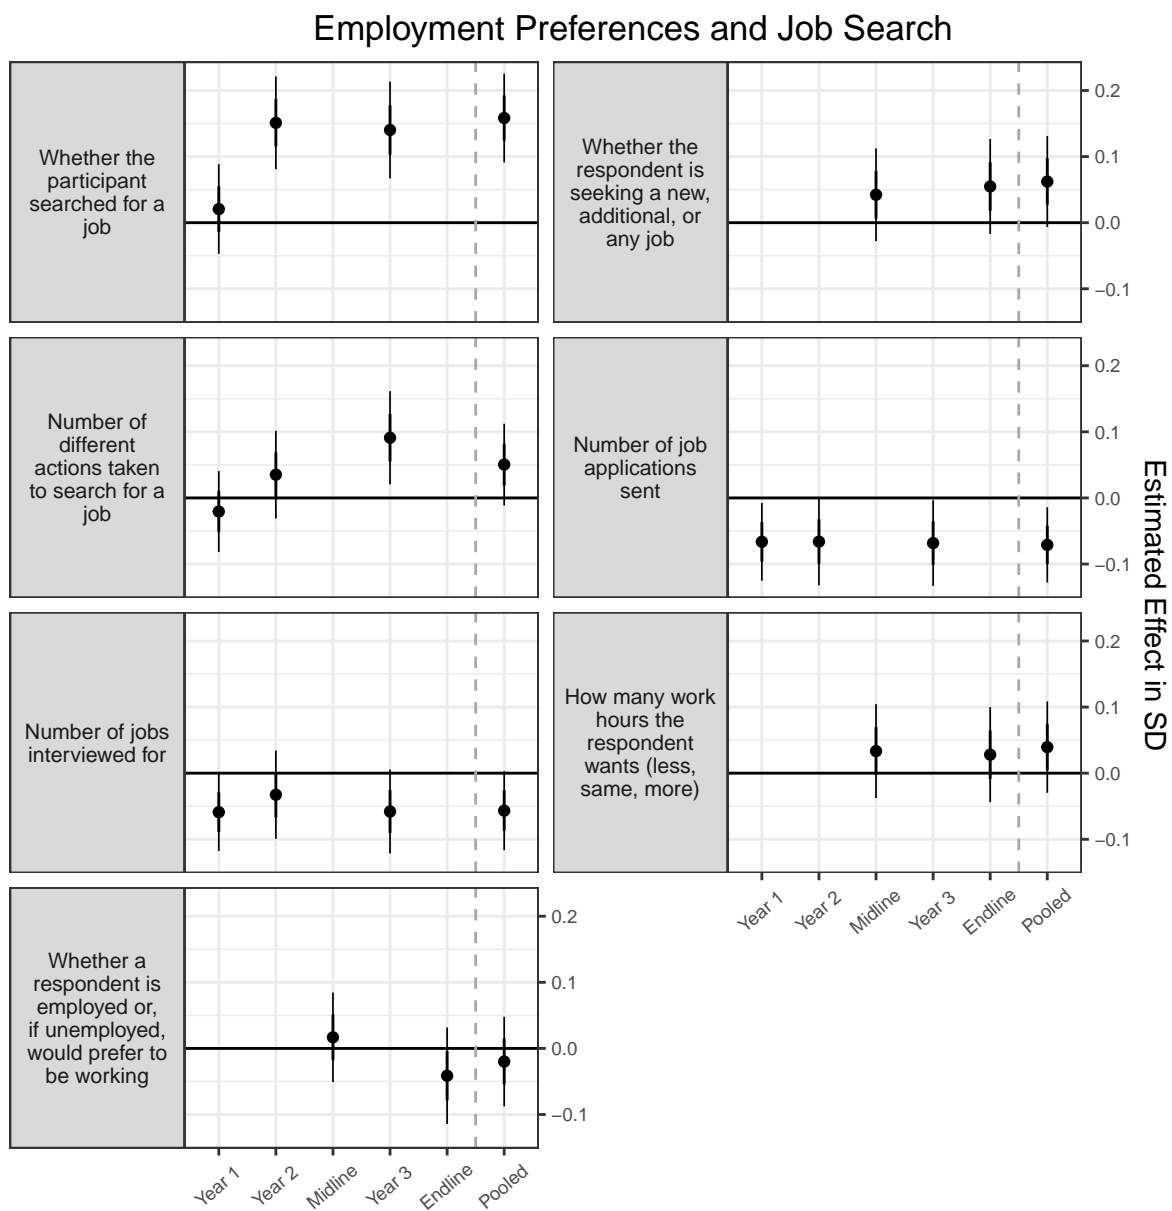 Employment Preferences and Job Search
Whether the
participant
searched for a
job
Whether the
respondent is
seeking a new,
additional, or
any job
0.2
0.1
0.0
−0.1
Number of
different
actions taken
to search for a
job
Number of job
applications
sent
0.2
0.1
0.0
−0.1
Number of jobs
interviewed for
How many work
hours the
respondent
wants (less,
same, more)
0.2
0.1
0.0
−0.1
Year 1
Year 2
Midline
Year 3
Endline
Pooled
Whether a
respondent is
employed or,
if unemployed,
would prefer to
be working
0.2
0.1
0.0
−0.1
Year 1
Year 2
Midline
Year 3
Endline
Pooled
Estimated Effect in SD